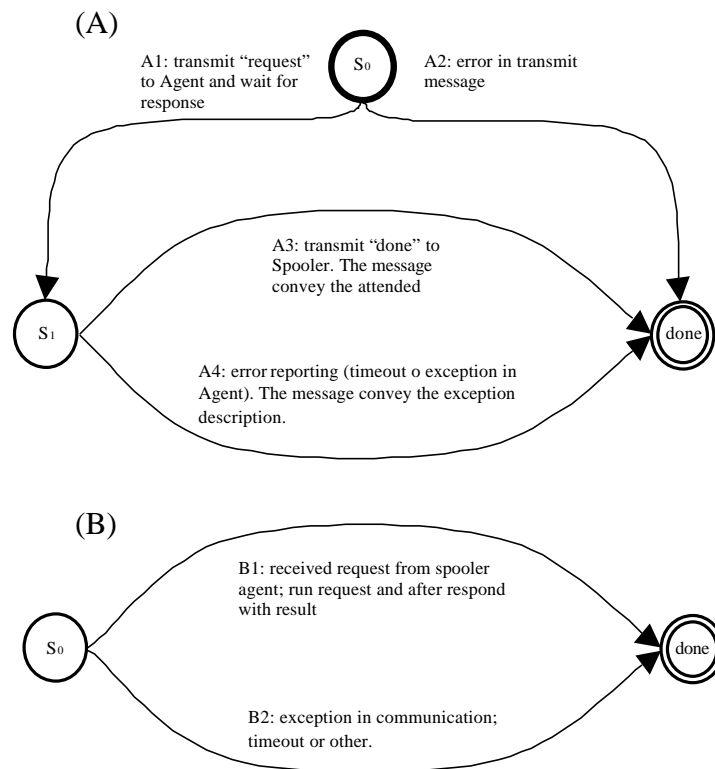 (A)
A1: transmit “request”
to Agent and wait for
response
S0
A2: error in transmit
message
A3: transmit “done” to
Spooler. The message
convey the attended
S1
done
A4: error reporting (timeout o exception in
Agent). The message convey the exception
description.
(B)
B1: received request from spooler
agent; run request and after respond
with result
S0
done
B2: exception in communication;
timeout or other.